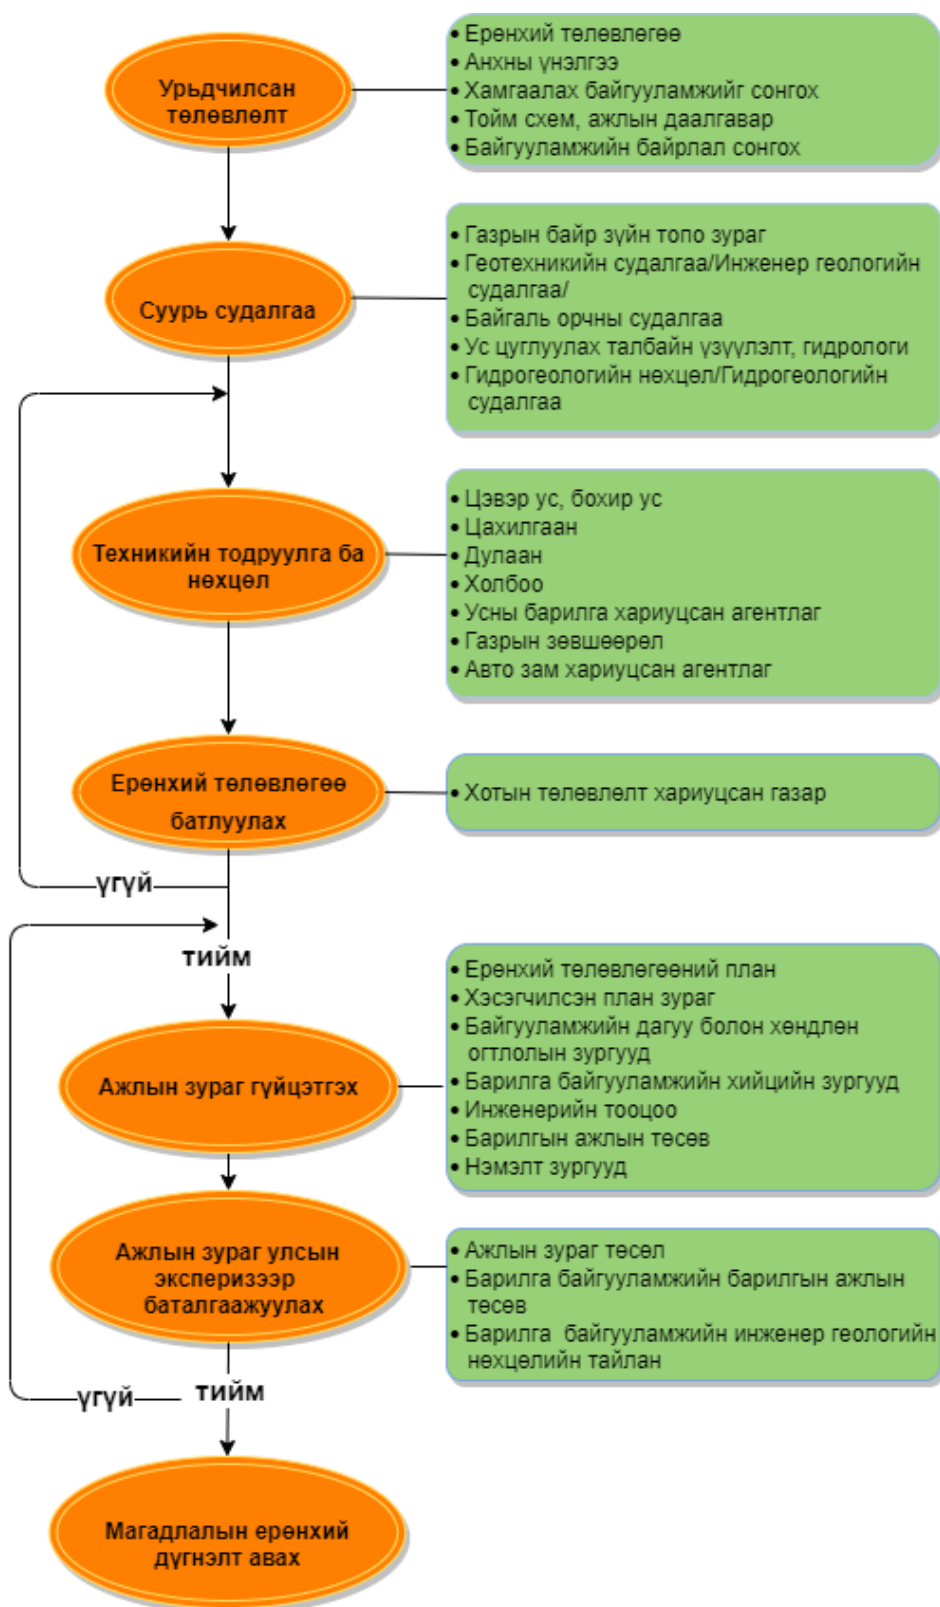 Урьдчилсан
төлөвлөлт
• Ерөнхий төлөвлөгөө
• Анхны үнэлгээ
• Хамгаалах байгууламжийг сонгох
• Тойм схем, ажлын даалгавар
• Байгууламжийн байрлал сонгох
Суурь судалгаа
• Газрын байр зүйн топо зураг
• Геотехникийн судалгаа/Инженер геологийн
судалгаа/
• Байгаль орчны судалгаа
• Ус цуглуулах талбайн үзүүлэлт, гидрологи
• Гидрогеологийн нөхцөл/Гидрогеологийн
судалгаа
Техникийн тодруулга ба
нөхцөл
• Цэвэр ус, бохир ус
• Цахилгаан
• Дулаан
• Холбоо
• Усны барилга хариуцсан агентлаг
• Газрын зөвшөөрөл
• Авто зам хариуцсан агентлаг
Ерөнхий төлөвлөгөө
батлуулах
• Хотын төлөвлөлт хариуцсан газар
үгүй
тийм
Ажлын зураг гүйцэтгэх
• Ерөнхий төлөвлөгөөний план
• Хэсэгчилсэн план зураг
• Байгууламжийн дагуу болон хөндлөн
огтлолын зургууд
• Барилга байгууламжийн хийцийн зургууд
• Инженерийн тооцоо
• Барилгын ажлын төсөв
• Нэмэлт зургууд
Ажлын зураг улсын
экспериээр
баталгаажуулах
• Ажлын зураг төсөл
• Барилга байгууламжийн барилгын ажлын
төсөв
• Барилга байгууламжийн инженер геологийн
нөхцөлийн тайлан
үгүй
тийм
Магадлалын ерөнхий
дүгнэлт авах